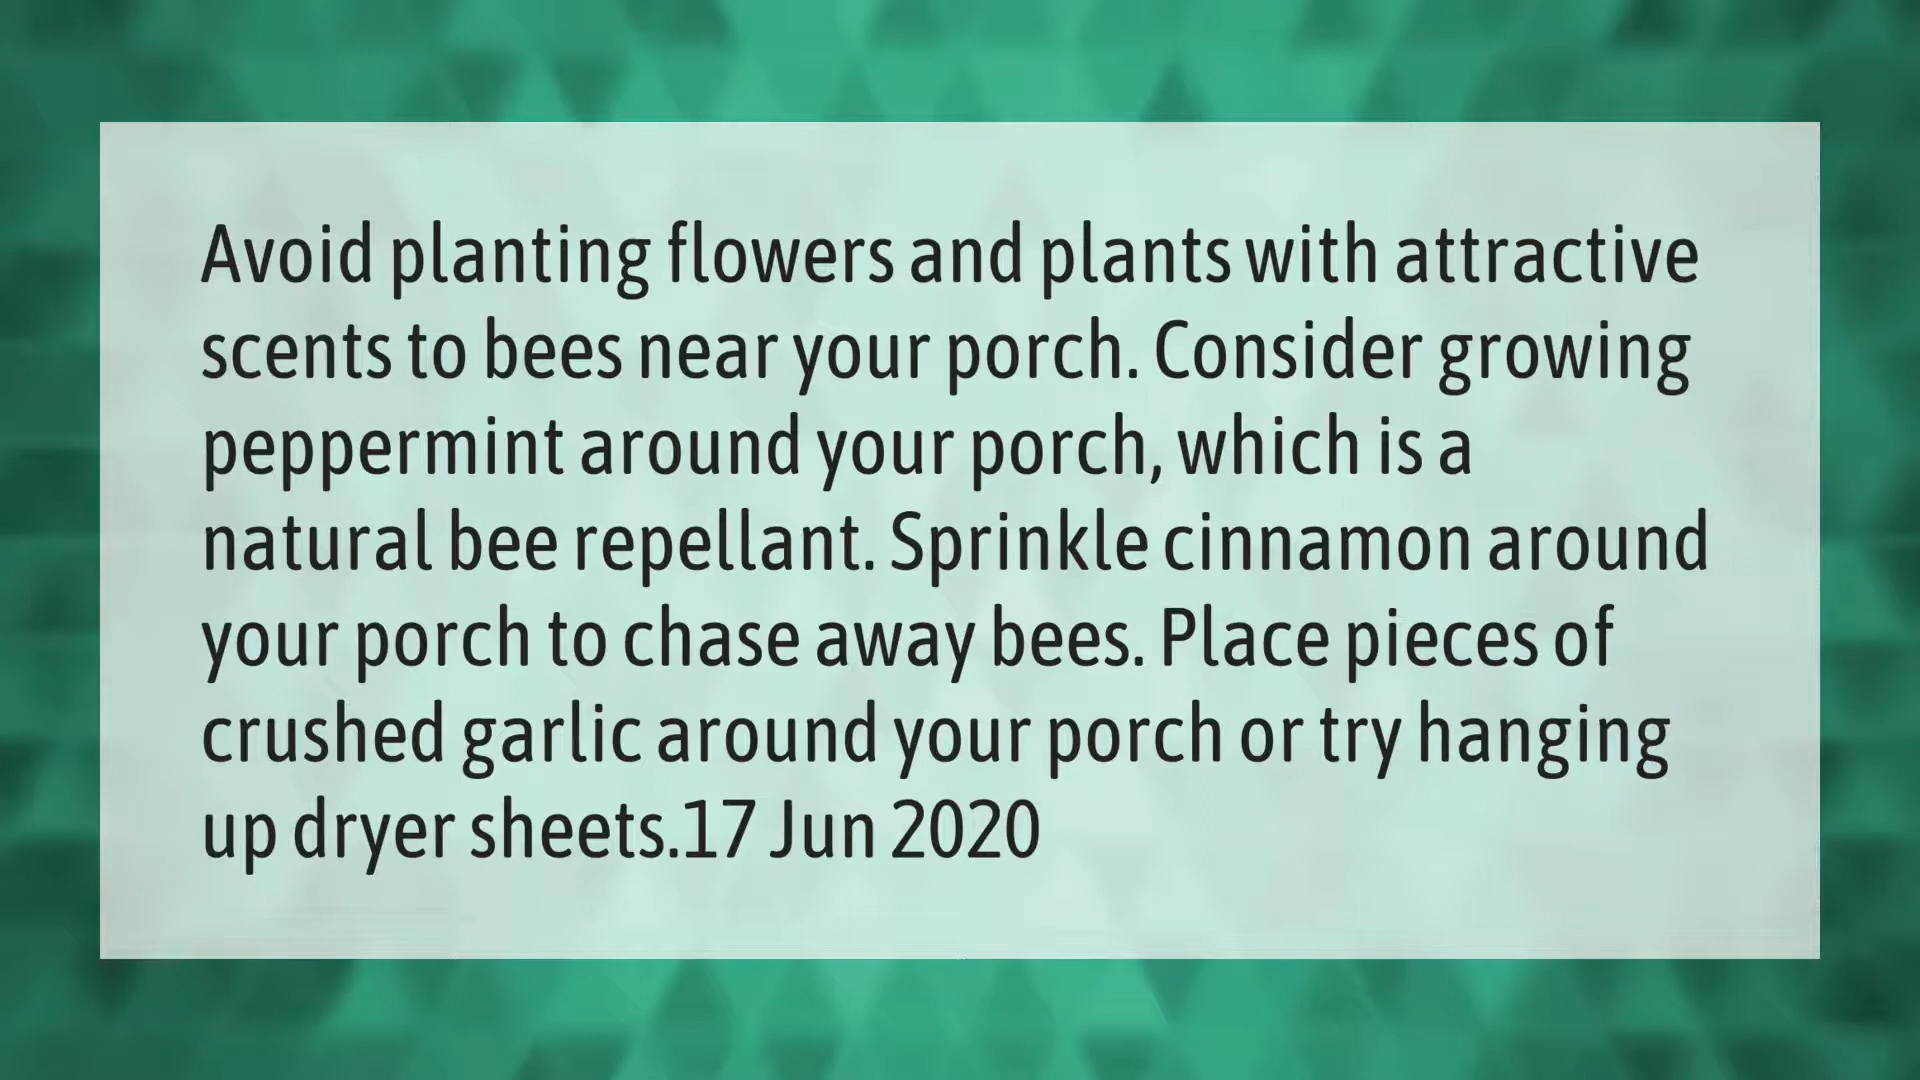 Avoid planting flowers and plants with attractive
scents to bees near your porch. Consider growing
peppermint around your porch, which is a
natural bee repellant. Sprinkle cinnamon around
your porch to chase away bees. Place pieces of
crushed garlic around your porch or try hanging
up dryer sheets.17 Jun 2020